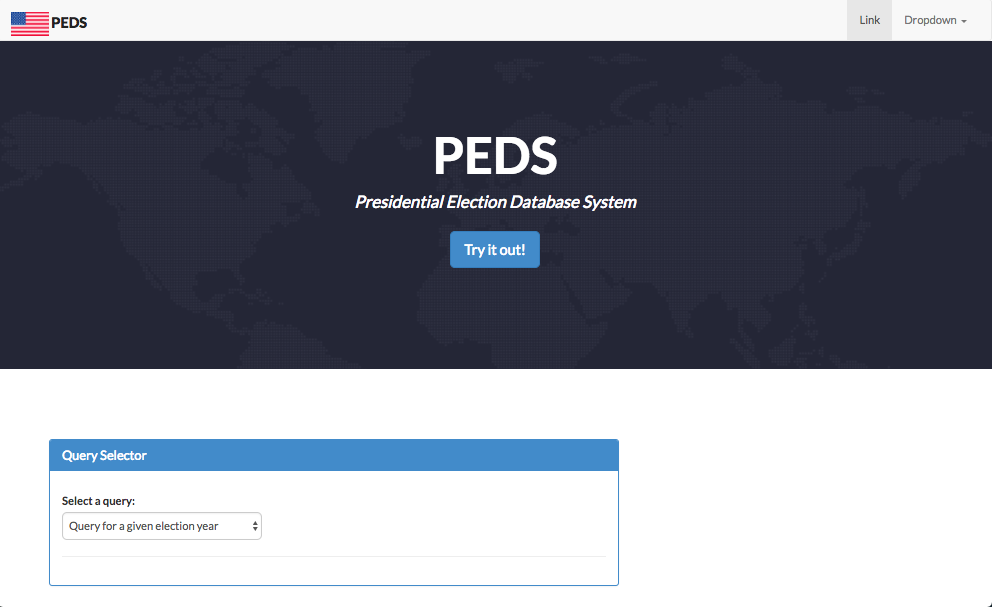 PEDS
Link
Dropdown
PEDS
Presidential Election Database System
Try it out!
Query Selector
Select a query:
Query for a given election year